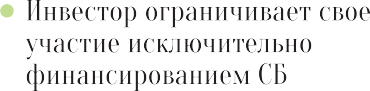 Инвестор ограничивает свое
участие исключительно
финансированием СБ